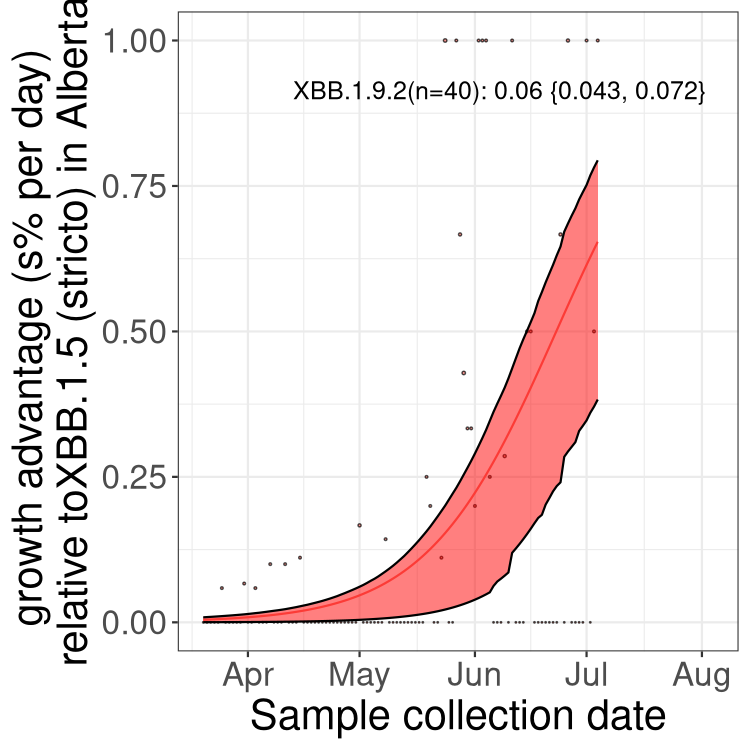 growth advantage (s% per day)
relative toXBB.1.5 (stricto) in Alberta
1.00
XBB.1.9.2(n=40): 0.06 {0.043, 0.072}
0.75
0.50
0.25
0.00
Apr May Jun Jul Aug
Sample collection date